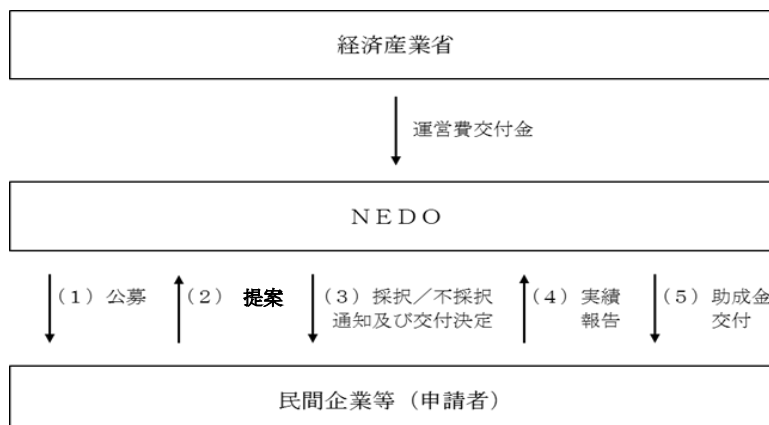 経済産業省
運営費交付金
ＮＥＤＯ
（１）公募
（２）　提案
（３）採択／不採択
通知及び交付決定
（４）実績
報告
（５）助成金
交付
民間企業等（申請者）